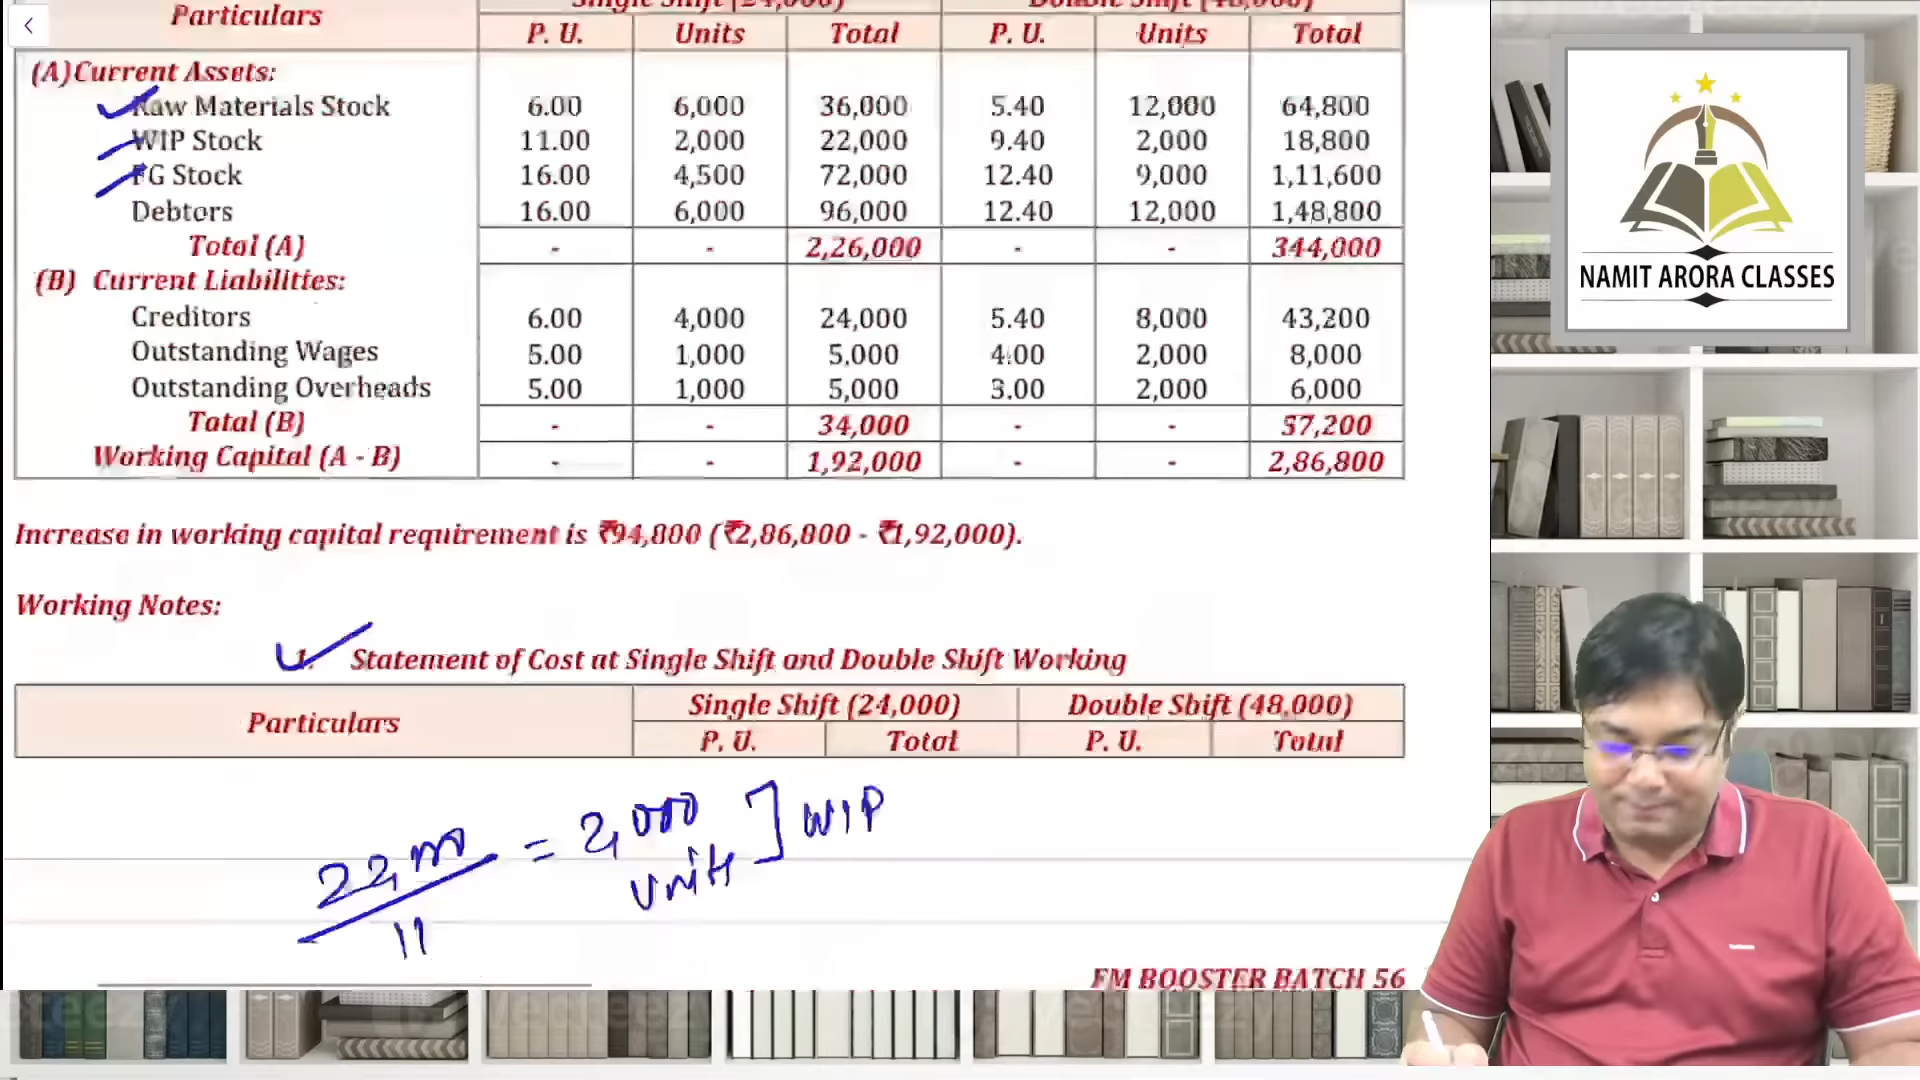 Single Shift (24,000) Double Shift (48,000)
Particulars P. U. Units Total P. U. Units Total
(A) Current Assets:
Raw Materials Stock 6.00 6,000 36,000 5.40 12,000 64,800
WIP Stock 11.00 2,000 22,000 9.40 2,000 18,800
FG Stock 16.00 4,500 72,000 12.40 9,000 1,11,600
Debtors 16.00 6,000 96,000 12.40 12,000 1,48,800
Total (A) - - 2,26,000 - - 344,000
(B) Current Liabilities:
Creditors 6.00 4,000 24,000 5.40 8,000 43,200
Outstanding Wages 5.00 1,000 5,000 4.00 2,000 8,000
Outstanding Overheads 5.00 1,000 5,000 3.00 2,000 6,000
Total (B) - - 34,000 - - 57,200
Working Capital (A - B) - - 1,92,000 - - 2,86,800
Increase in working capital requirement is ₹94,800 (₹2,86,800 - ₹1,92,000).
Working Notes:
1. Statement of Cost at Single Shift and Double Shift Working
Particulars Single Shift (24,000) Double Shift (48,000)
P. U. Total P. U. Total
22,000 / 11 = 2,000 units ] WIP
FM BOOSTER BATCH 56
NAMIT ARORA CLASSES